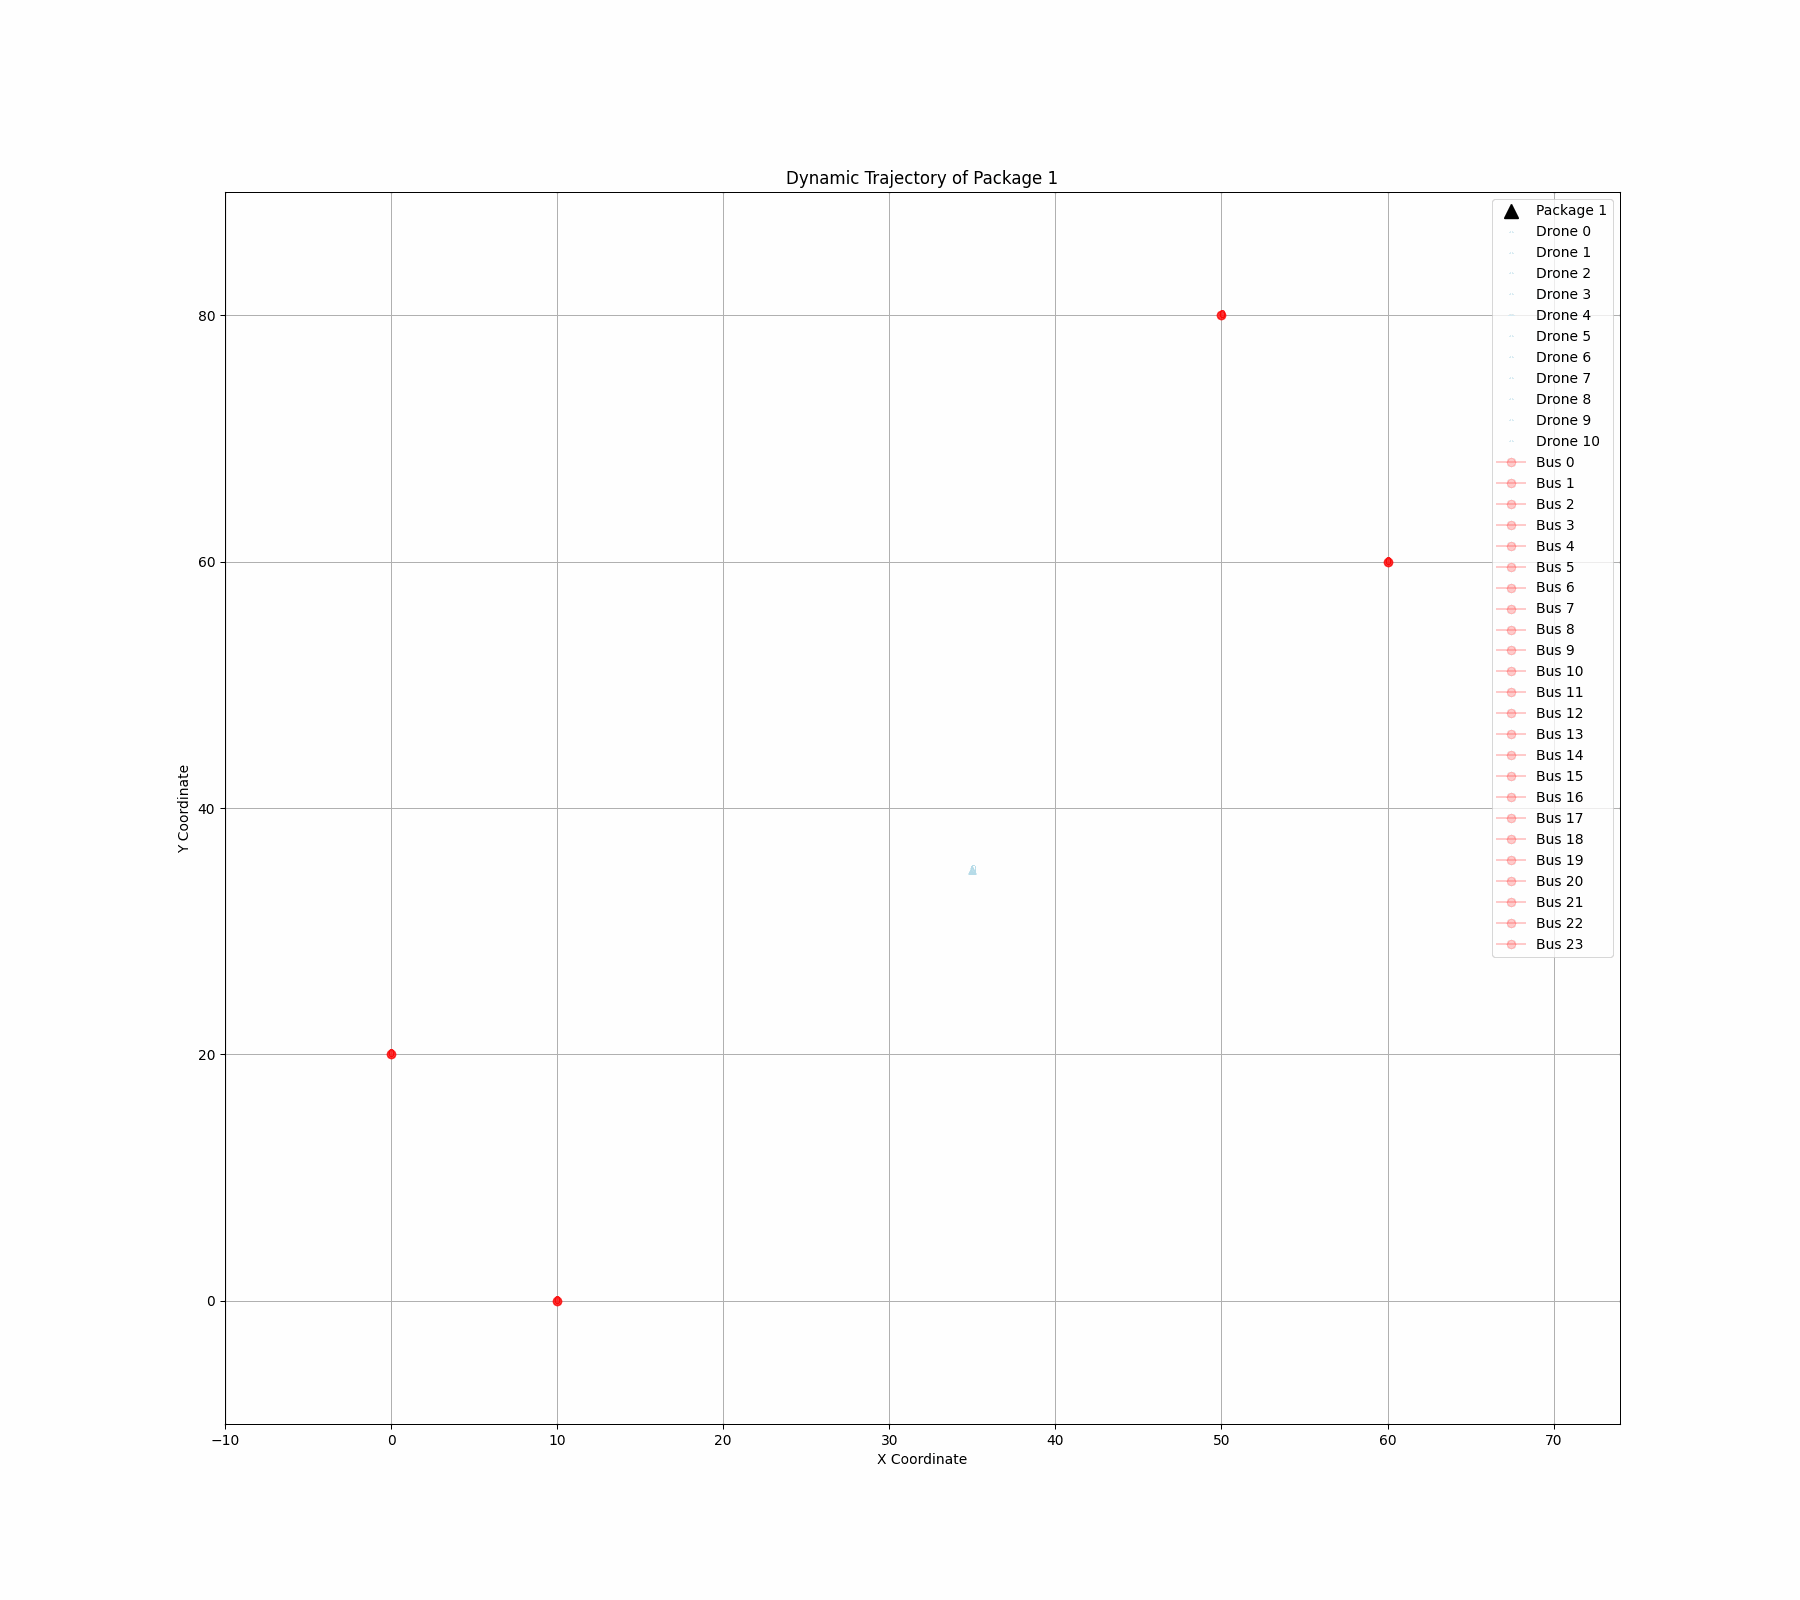 Dynamic Trajectory of Package 1
Package 1
Drone 0
Drone 1
Drone 2
Drone 3
Drone 4
Drone 5
Drone 6
Drone 7
Drone 8
Drone 9
Drone 10
Bus 0
Bus 1
Bus 2
Bus 3
Bus 4
Bus 5
Bus 6
Bus 7
Bus 8
Bus 9
Bus 10
Bus 11
Bus 12
Bus 13
Bus 14
Bus 15
Bus 16
Bus 17
Bus 18
Bus 19
Bus 20
Bus 21
Bus 22
Bus 23
80
60
40
20
0
Y Coordinate
−10 0 10 20 30 40 50 60 70
X Coordinate